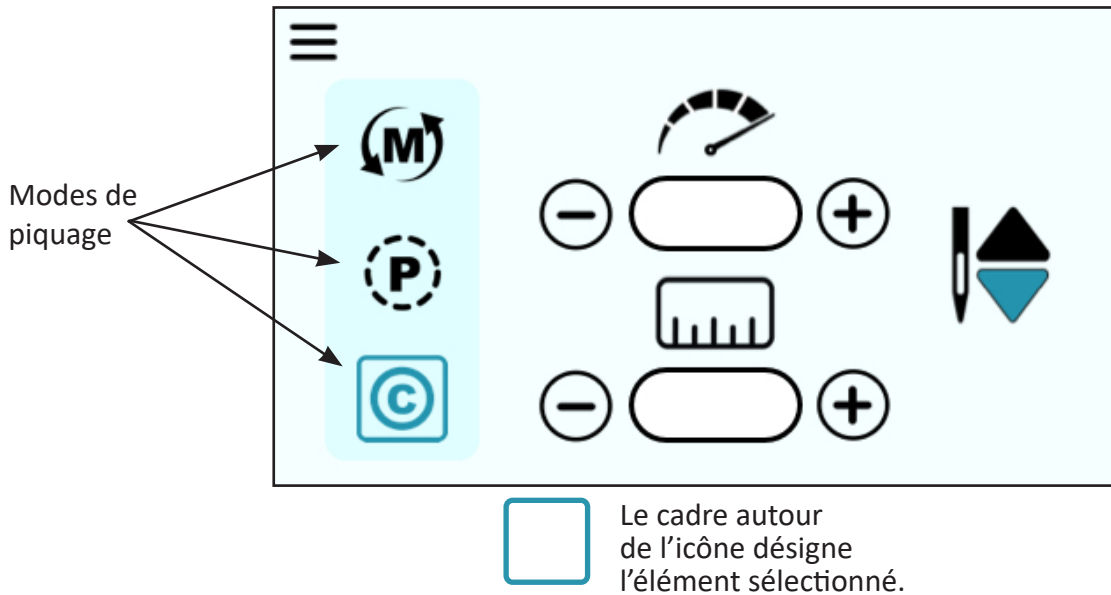 M
Modes de
piquage
P
C
Le cadre autour
de l’icône désigne
l’élément sélectionné.